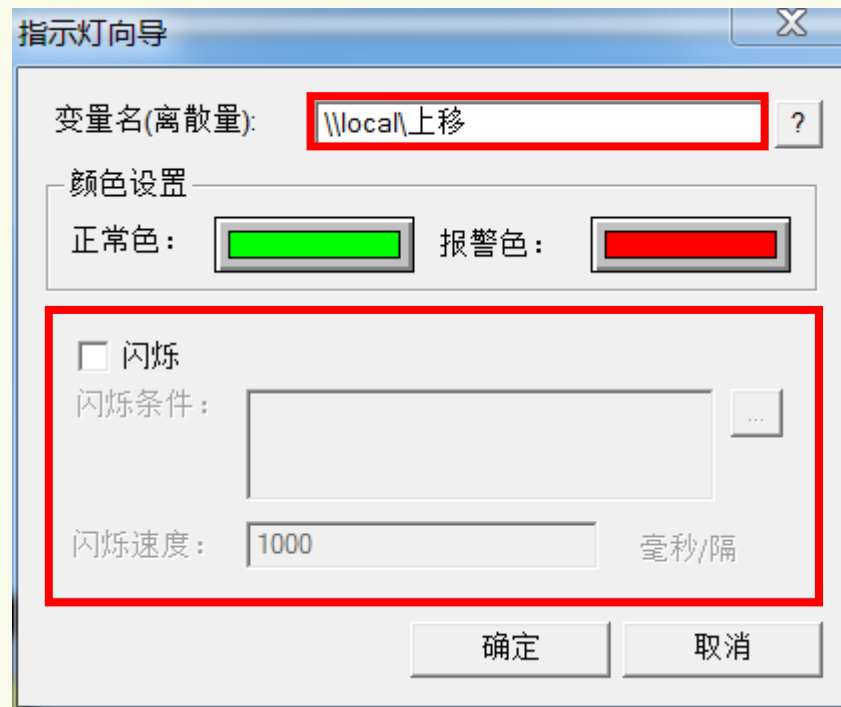 指示灯向导
变量名(离散量): \\local\上移 ?
颜色设置
正常色： 报警色：
闪烁
闪烁条件： ...
闪烁速度： 1000 毫秒/隔
确定 取消